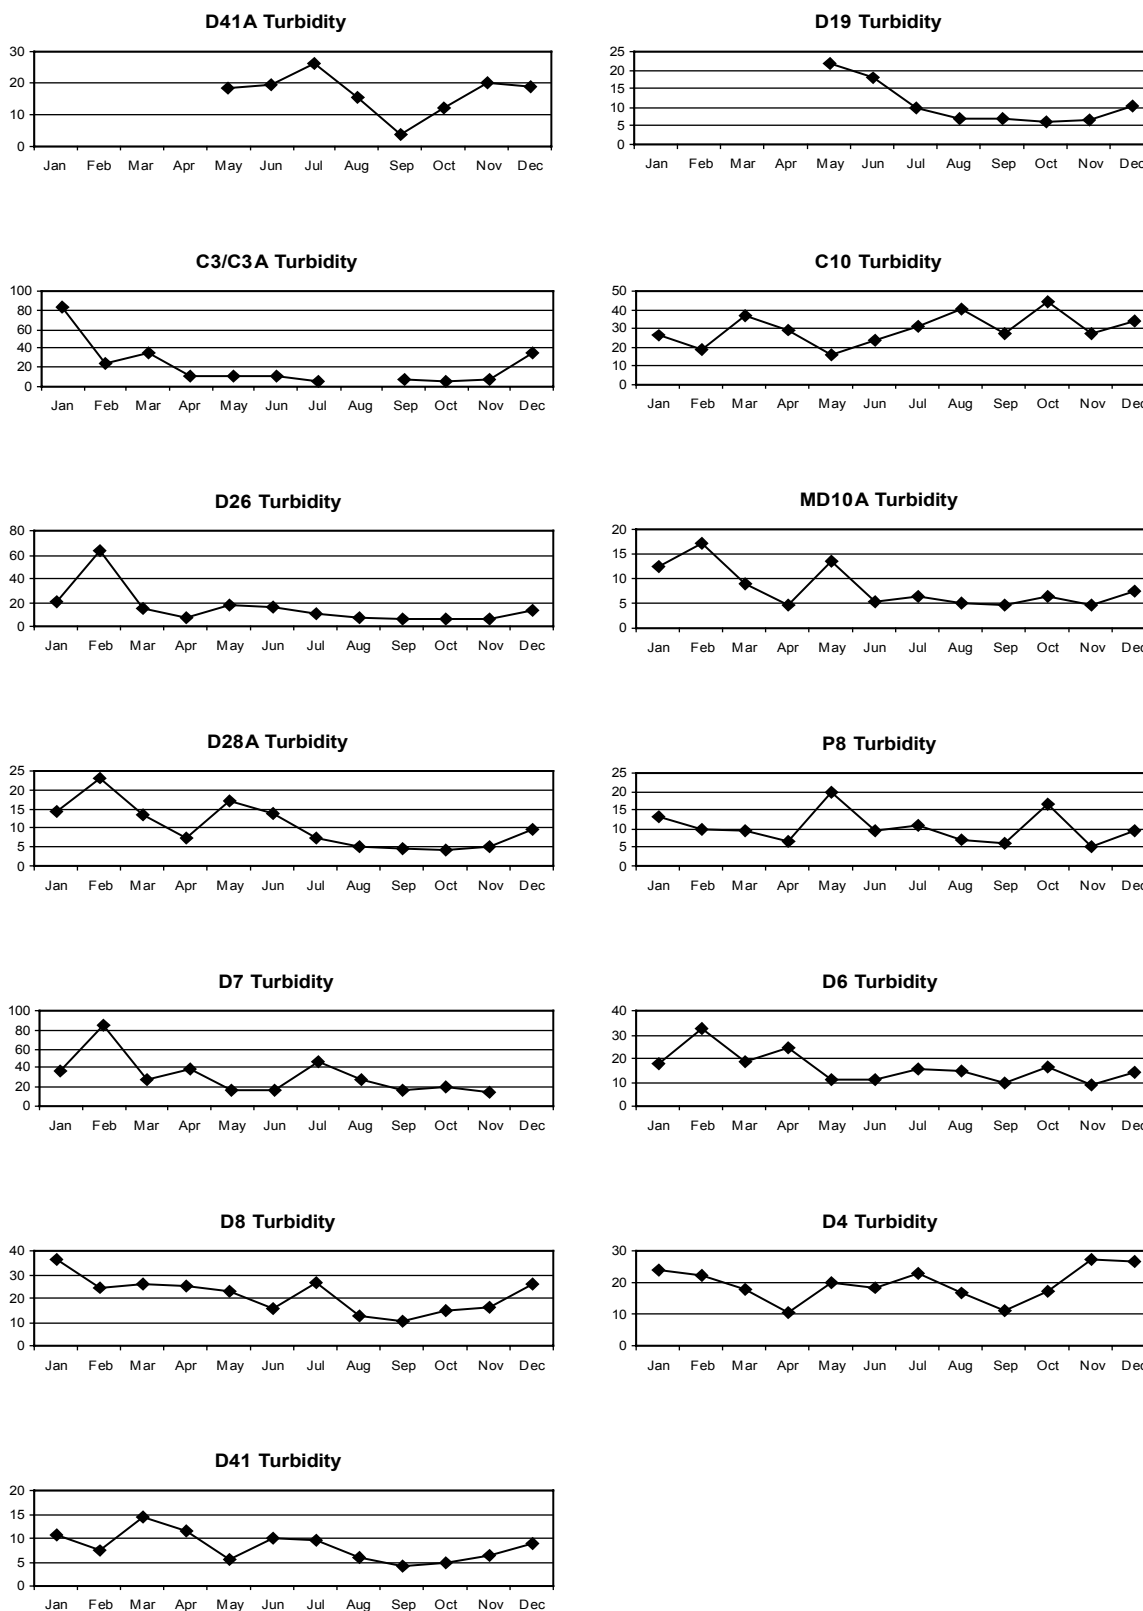 D41A Turbidity
30
20
10
0
Jan Feb Mar Apr May Jun Jul Aug Sep Oct Nov Dec
D19 Turbidity
25
20
15
10
5
0
Jan Feb Mar Apr May Jun Jul Aug Sep Oct Nov Dec
C3/C3A Turbidity
100
80
60
40
20
0
Jan Feb Mar Apr May Jun Jul Aug Sep Oct Nov Dec
C10 Turbidity
50
40
30
20
10
0
Jan Feb Mar Apr May Jun Jul Aug Sep Oct Nov Dec
D26 Turbidity
80
60
40
20
0
Jan Feb Mar Apr May Jun Jul Aug Sep Oct Nov Dec
MD10A Turbidity
20
15
10
5
0
Jan Feb Mar Apr May Jun Jul Aug Sep Oct Nov Dec
D28A Turbidity
25
20
15
10
5
0
Jan Feb Mar Apr May Jun Jul Aug Sep Oct Nov Dec
P8 Turbidity
25
20
15
10
5
0
Jan Feb Mar Apr May Jun Jul Aug Sep Oct Nov Dec
D7 Turbidity
100
80
60
40
20
0
Jan Feb Mar Apr May Jun Jul Aug Sep Oct Nov Dec
D6 Turbidity
40
30
20
10
0
Jan Feb Mar Apr May Jun Jul Aug Sep Oct Nov Dec
D8 Turbidity
40
30
20
10
0
Jan Feb Mar Apr May Jun Jul Aug Sep Oct Nov Dec
D4 Turbidity
30
20
10
0
Jan Feb Mar Apr May Jun Jul Aug Sep Oct Nov Dec
D41 Turbidity
20
15
10
5
0
Jan Feb Mar Apr May Jun Jul Aug Sep Oct Nov Dec